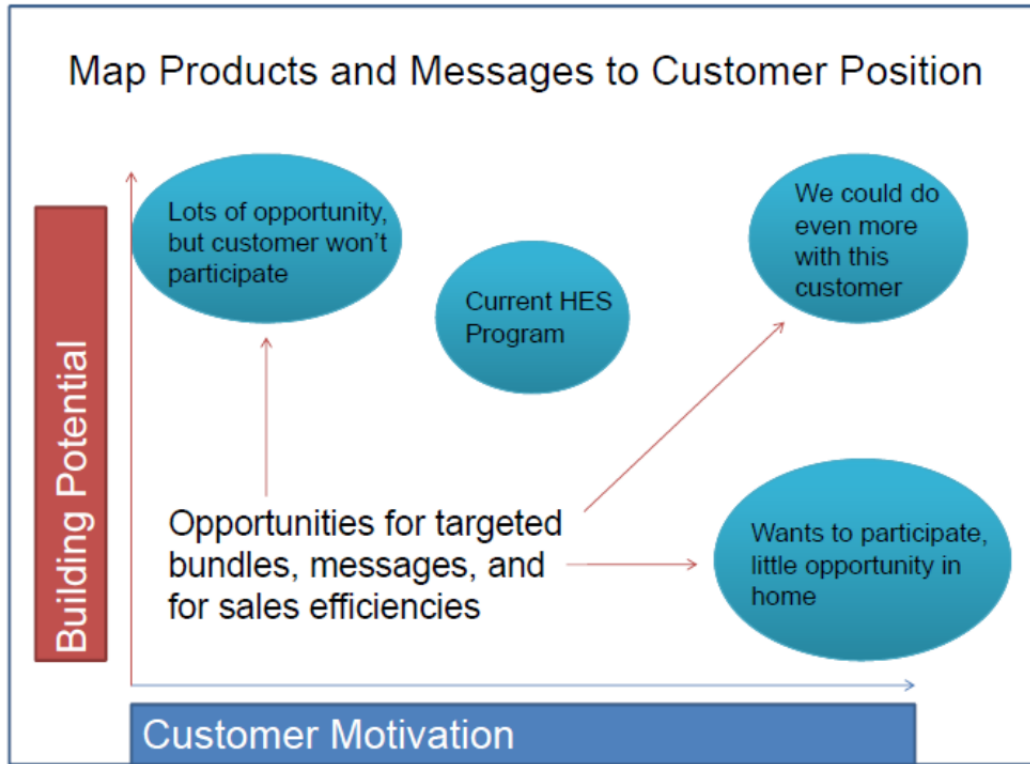 Map Products and Messages to Customer Position
Lots of opportunity,
but customer won't
participate
Current HES
Program
We could do
even more
with this
customer
Building Potential
Opportunities for targeted
bundles, messages, and
for sales efficiencies
Wants to participate,
little opportunity in
home
Customer Motivation